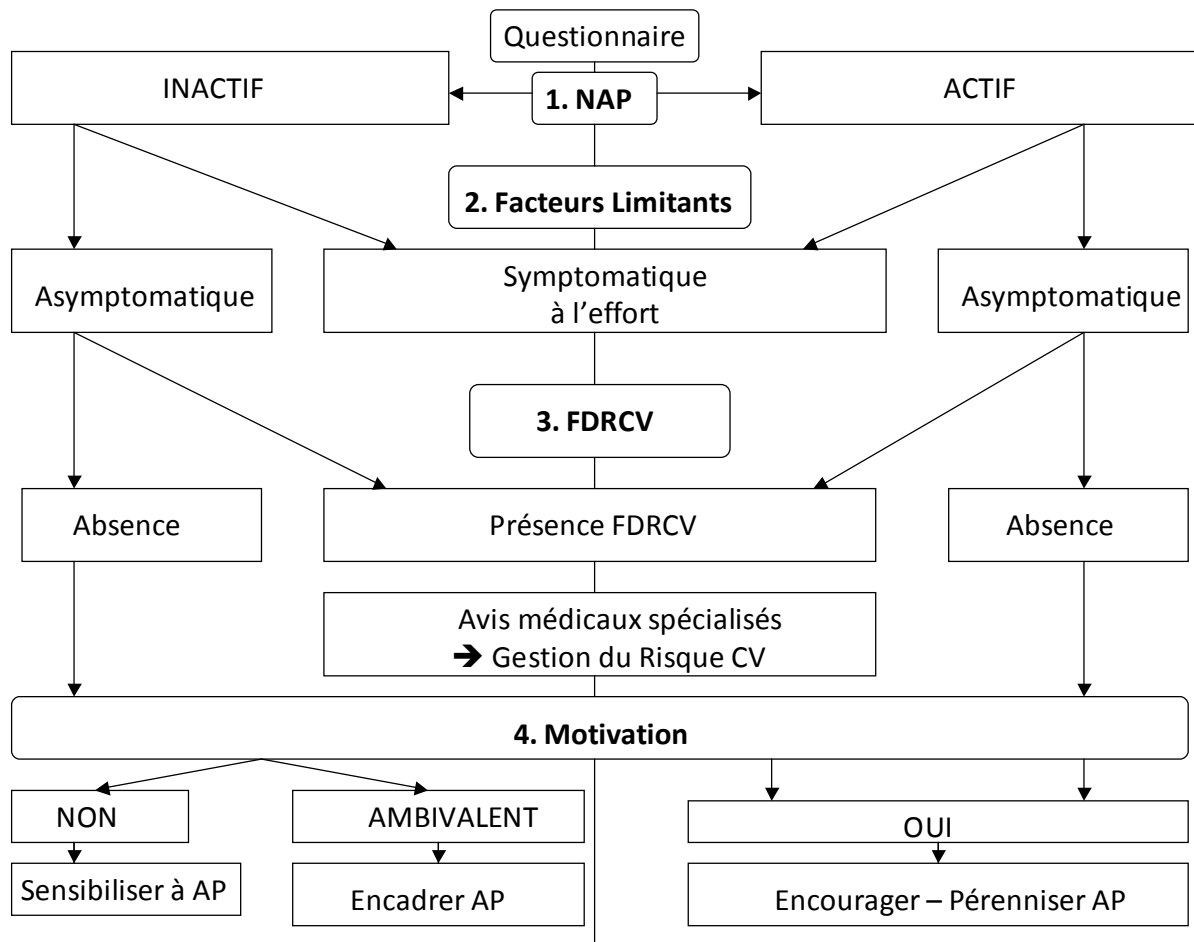 Questionnaire
INACTIF
1. NAP
ACTIF
2. Facteurs Limitants
Asymptomatique
Symptomatique
à l’effort
Asymptomatique
3. FDRCV
Absence
Présence FDRCV
Absence
Avis médicaux spécialisés
➔ Gestion du Risque CV
4. Motivation
NON
AMBIVALENT
OUI
Sensibiliser à AP
Encadrer AP
Encourager – Pérenniser AP